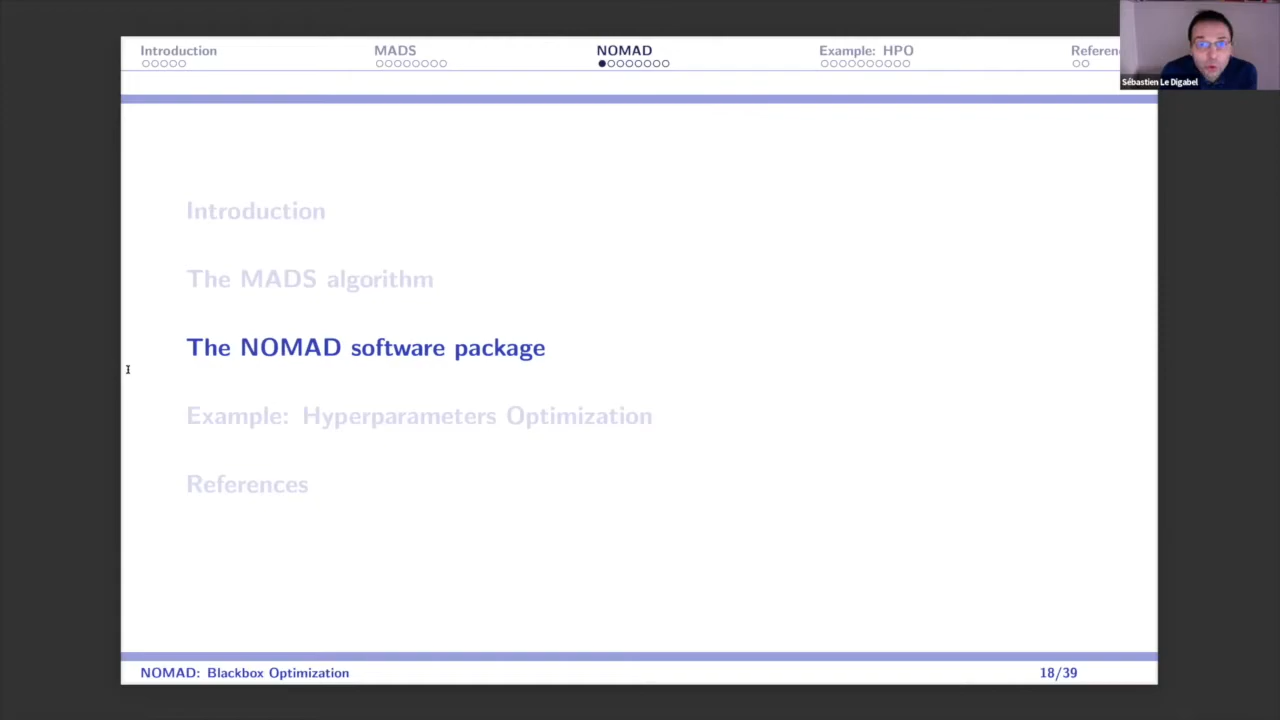 Introduction MADS NOMAD Example: HPO Referen
Sébastien Le Digabel
Introduction
The MADS algorithm
The NOMAD software package
Example: Hyperparameters Optimization
References
NOMAD: Blackbox Optimization 18/39